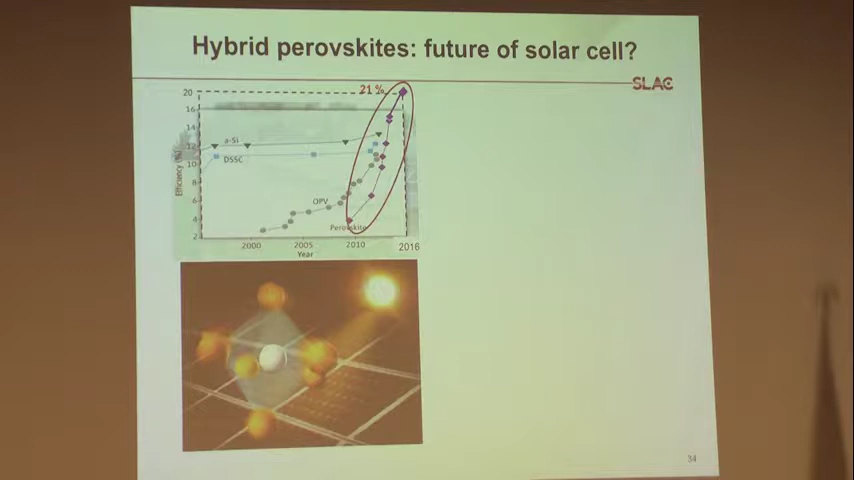 Hybrid perovskites: future of solar cell?
SLAC
21 %
20
16
14
12
10
8
6
4
2
Efficiency (%)
a-Si
DSSC
OPV
Perovskite
2000
2005
2010
2016
Year
34